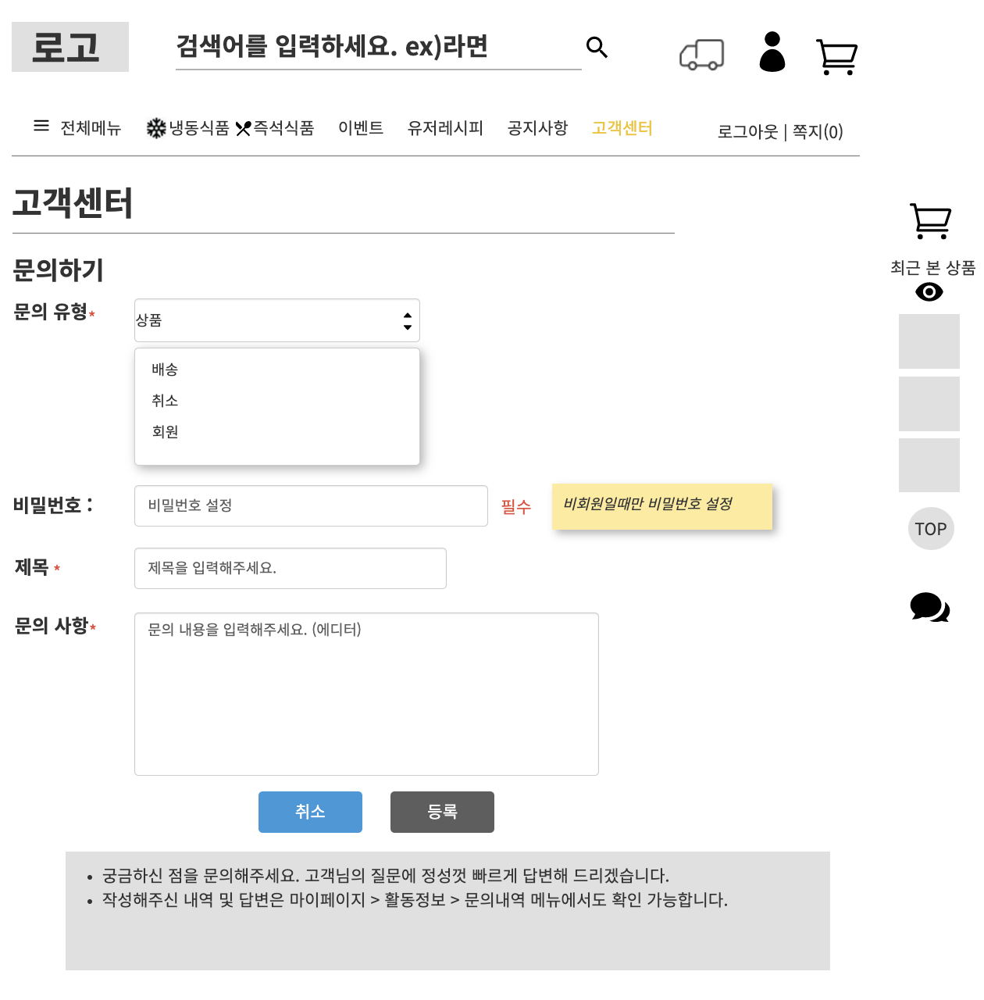 로고
검색어를 입력하세요. ex)라면
전체메뉴 냉동식품 즉석식품 이벤트 유저레시피 공지사항 고객센터 로그아웃 | 쪽지(0)
고객센터
최근 본 상품
문의하기
문의 유형*
상품
배송
취소
회원
비밀번호 : 비밀번호 설정 필수 비회원일때만 비밀번호 설정
TOP
제목 * 제목을 입력해주세요.
문의 사항* 문의 내용을 입력해주세요. (에디터)
취소 등록
• 궁금하신 점을 문의해주세요. 고객님의 질문에 정성껏 빠르게 답변해 드리겠습니다.
• 작성해주신 내역 및 답변은 마이페이지 > 활동정보 > 문의내역 메뉴에서도 확인 가능합니다.